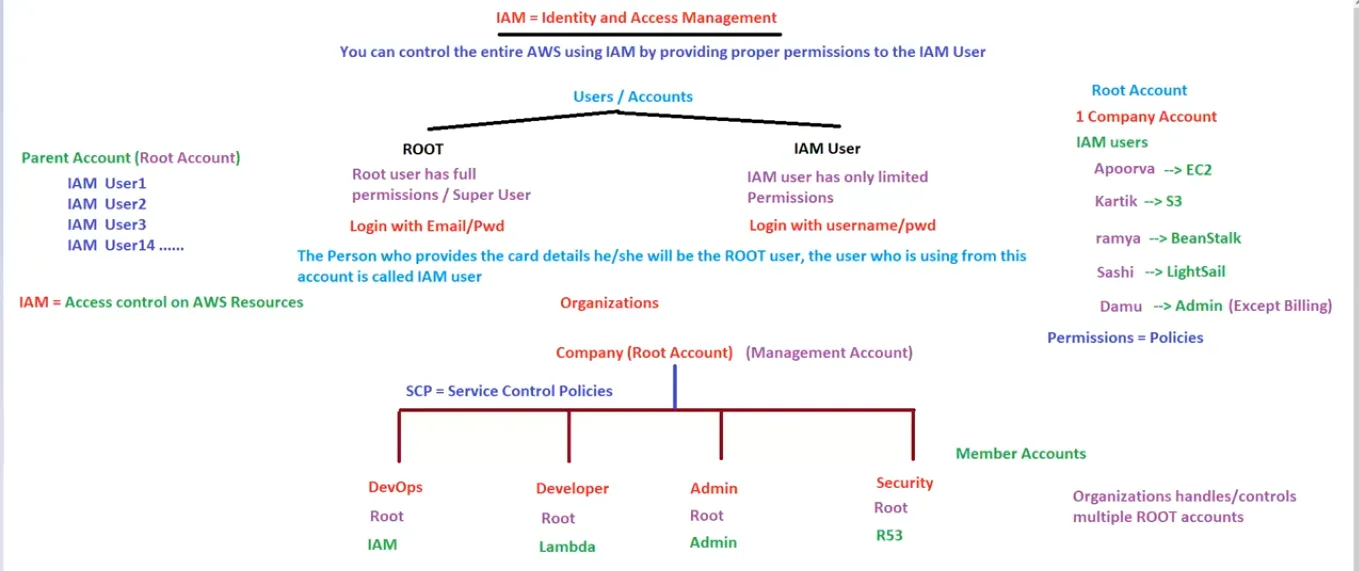 IAM = Identity and Access Management
You can control the entire AWS using IAM by providing proper permissions to the IAM User
Users / Accounts
ROOT
Root user has full
permissions / Super User
Login with Email/Pwd
IAM User
IAM user has only limited
Permissions
Login with username/pwd
The Person who provides the card details he/she will be the ROOT user, the user who is using from this
account is called IAM user
Parent Account (Root Account)
IAM User1
IAM User2
IAM User3
IAM User14 ......
IAM = Access control on AWS Resources
Root Account
1 Company Account
IAM users
Apoorva --> EC2
Kartik --> S3
ramya --> BeanStalk
Sashi --> LightSail
Damu --> Admin (Except Billing)
Permissions = Policies
Organizations
Company (Root Account) (Management Account)
SCP = Service Control Policies
Member Accounts
DevOps
Root
IAM
Developer
Root
Lambda
Admin
Root
Admin
Security
Root
R53
Organizations handles/controls
multiple ROOT accounts